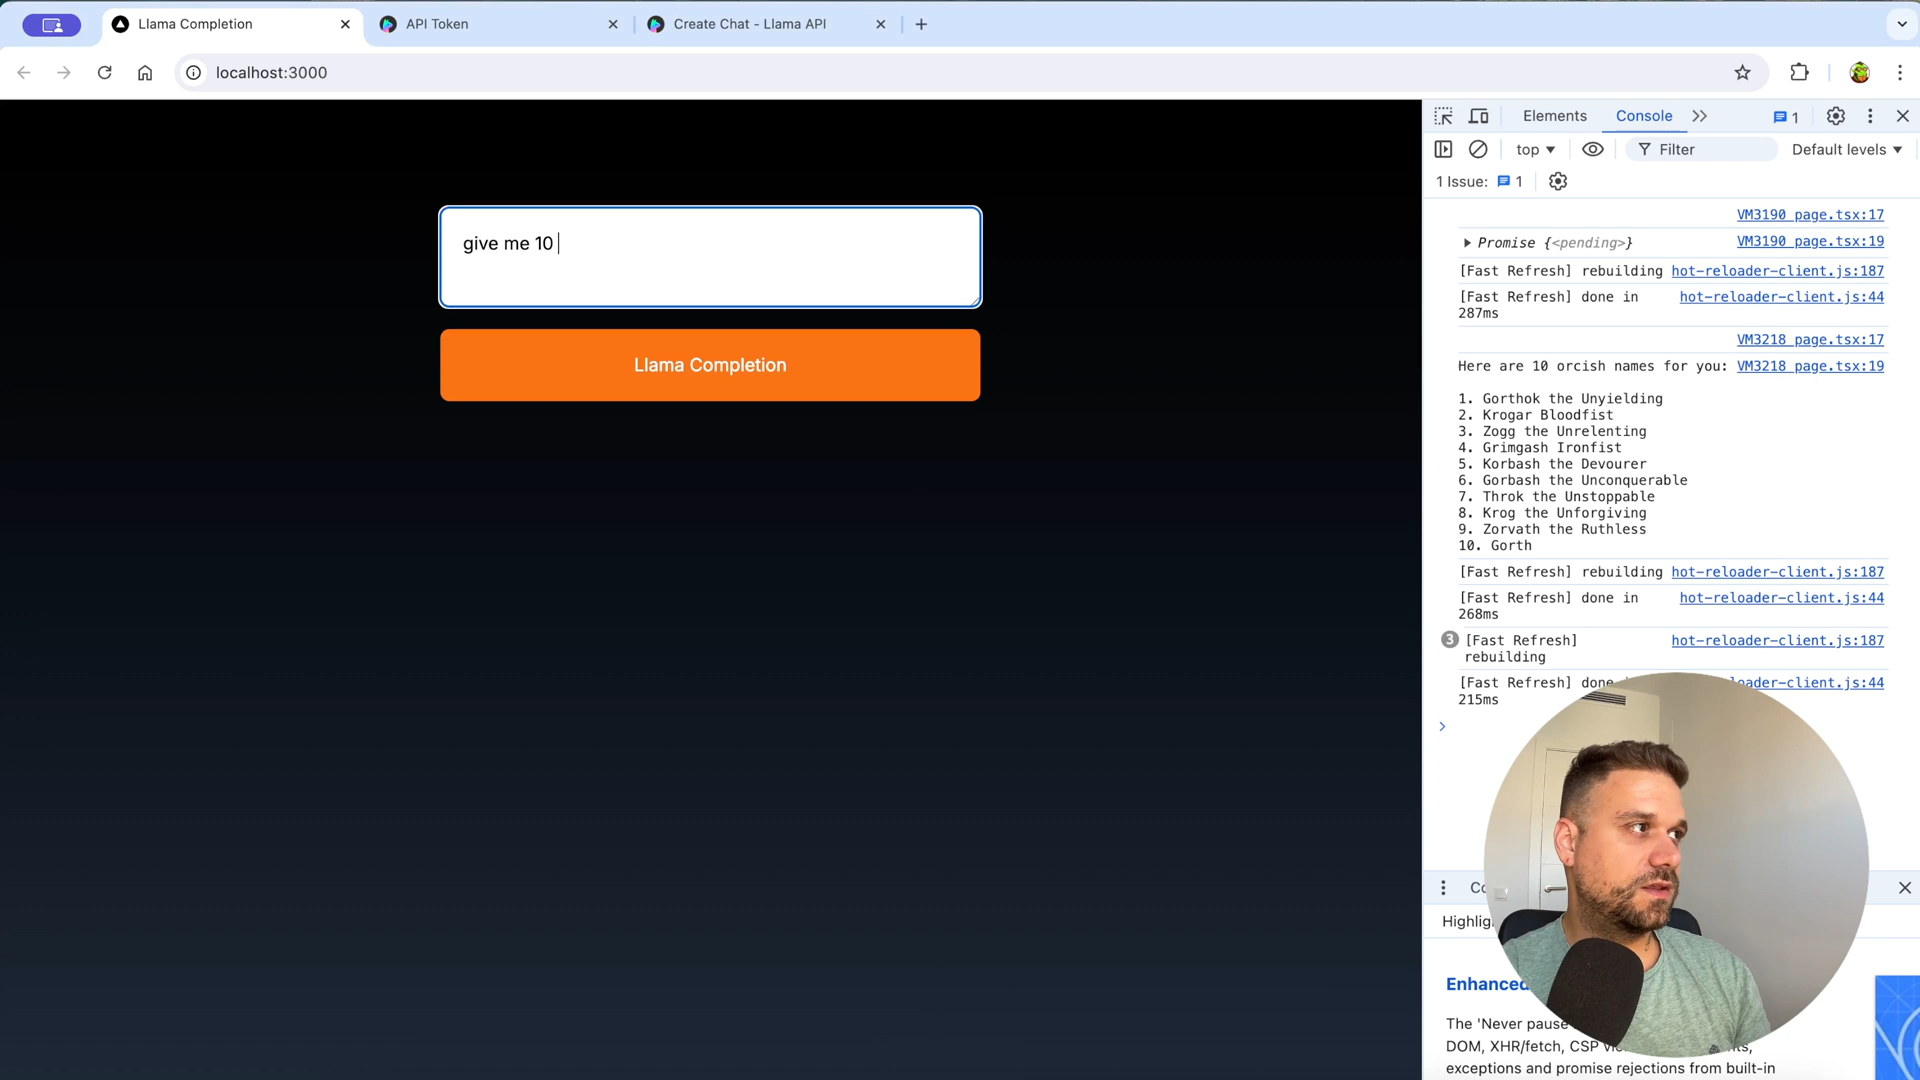 Llama Completion
API Token
Create Chat - Llama API
localhost:3000
give me 10
Llama Completion
Elements
Console
1
top
Filter
Default levels
1 Issue:
1
VM3190 page.tsx:17
Promise {<pending>}
VM3190 page.tsx:19
[Fast Refresh] rebuilding
hot-reloader-client.js:187
[Fast Refresh] done in
hot-reloader-client.js:44
287ms
VM3218 page.tsx:17
Here are 10 orcish names for you:
VM3218 page.tsx:19
1. Gorthok the Unyielding
2. Krogar Bloodfist
3. Zogg the Unrelenting
4. Grimgash Ironfist
5. Korbash the Devourer
6. Gorbash the Unconquerable
7. Throk the Unstoppable
8. Krog the Unforgiving
9. Zorvath the Ruthless
10. Gorth
[Fast Refresh] rebuilding
hot-reloader-client.js:187
[Fast Refresh] done in
hot-reloader-client.js:44
268ms
3
[Fast Refresh]
hot-reloader-client.js:187
rebuilding
[Fast Refresh] done
loader-client.js:44
215ms
Highlig
Enhanced
The 'Never pause
DOM, XHR/fetch, CSP
exceptions and promise rejections from built-in